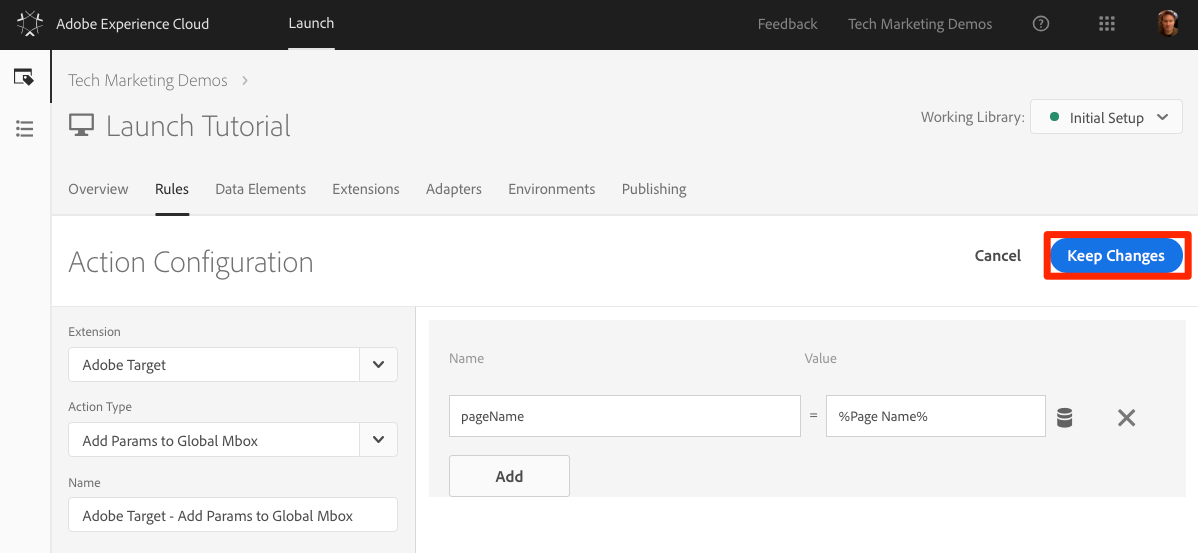 Adobe Experience Cloud
Launch
Feedback
Tech Marketing Demos
Tech Marketing Demos
Launch Tutorial
Working Library:
Initial Setup
Overview
Rules
Data Elements
Extensions
Adapters
Environments
Publishing
Action Configuration
Cancel
Keep Changes
Extension
Adobe Target
Action Type
Add Params to Global Mbox
Name
Adobe Target - Add Params to Global Mbox
Name
Value
pageName
=
%Page Name%
Add